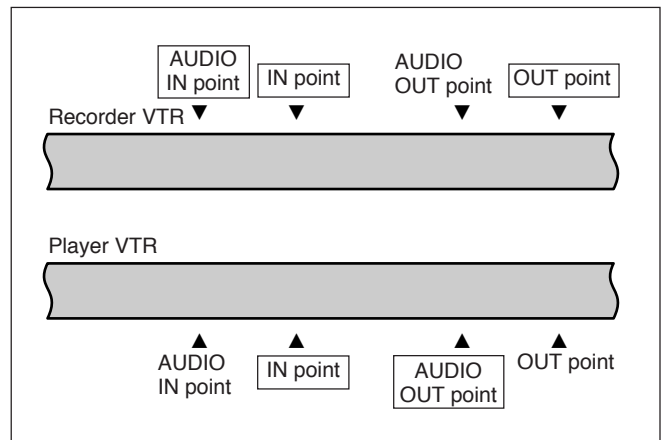 AUDIO
IN point
IN point
AUDIO
OUT point
OUT point
Recorder VTR
Player VTR
AUDIO
IN point
IN point
AUDIO
OUT point
OUT point